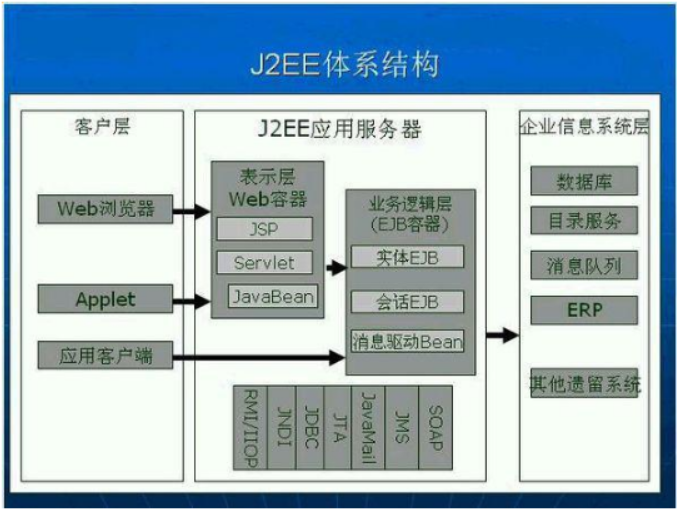 J2EE体系结构
客户层
Web浏览器
Applet
应用客户端
J2EE应用服务器
表示层
Web容器
JSP
Servlet
JavaBean
业务逻辑层
(EJB容器)
实体EJB
会话EJB
消息驱动Bean
RMI/IIOP
JNDI
JDBC
JTA
JavaMail
JMS
SOAP
企业信息系统层
数据库
目录服务
消息队列
ERP
其他遗留系统